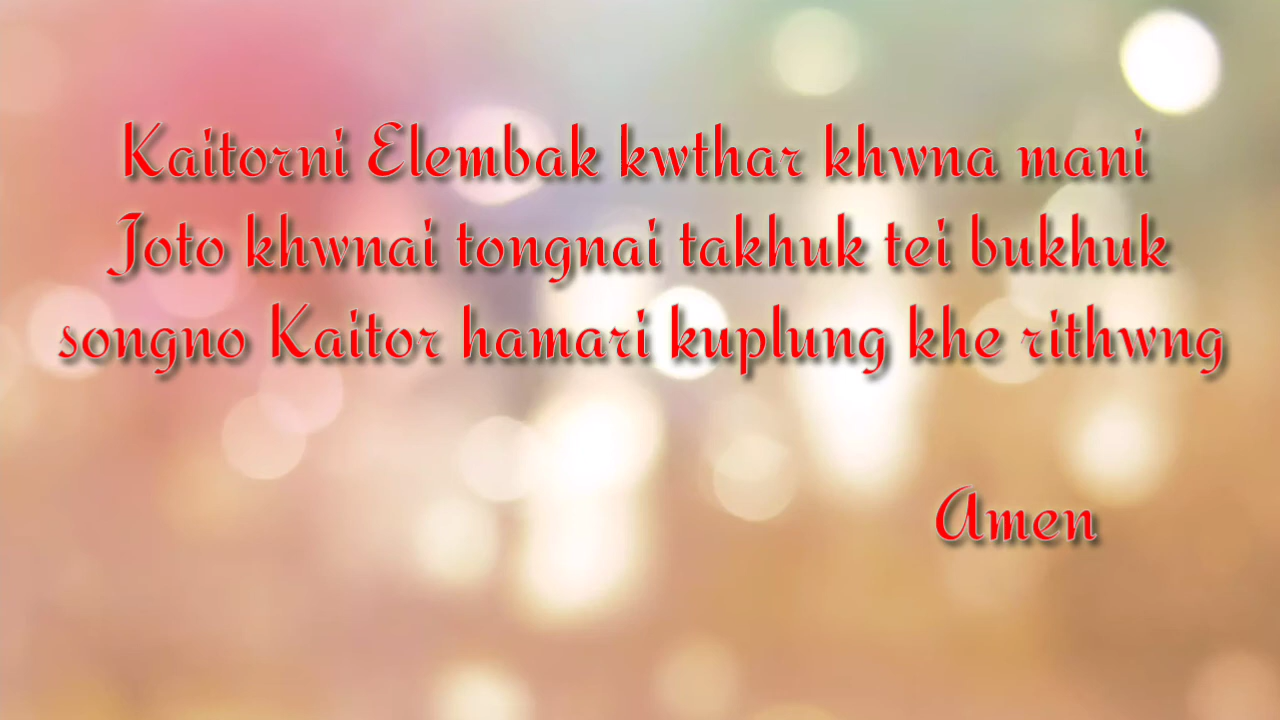 Kaitorni Elembak kwthar khwna mani
Joto khwnai tongnai takhuk tei bukhuk
songno Kaitor hamari kuplung khe rithwng
Amen